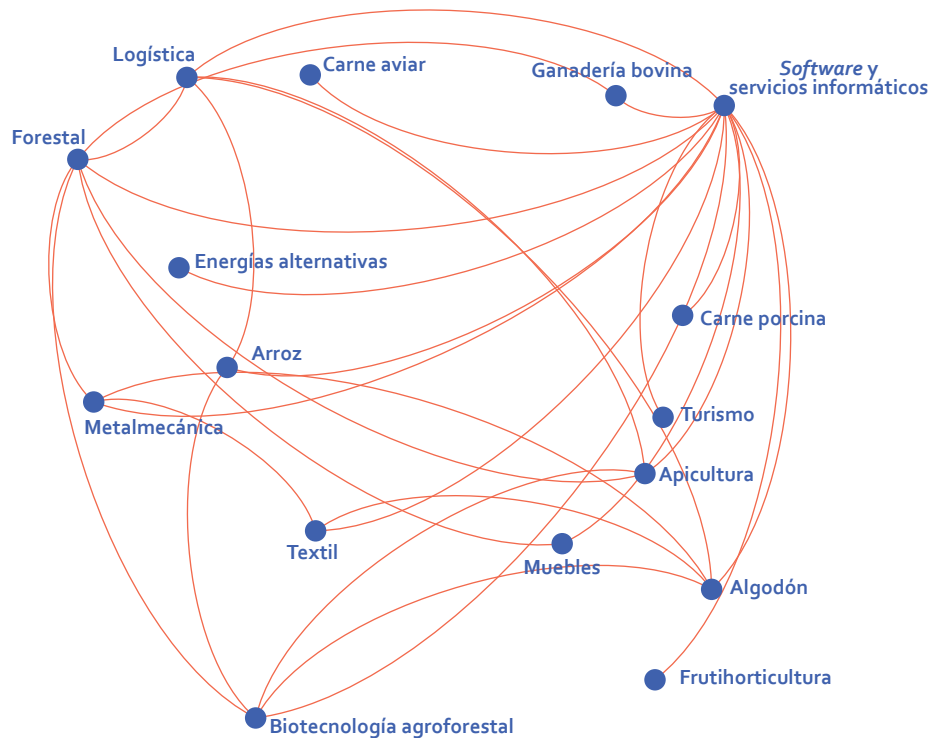 Logística
Carne aviar
Ganadería bovina
Software y
servicios informáticos
Forestal
Energías alternativas
Carne porcina
Arroz
Turismo
Metalmecánica
Apicultura
Textil
Muebles
Algodón
Frutihorticultura
Biotecnología agroforestal